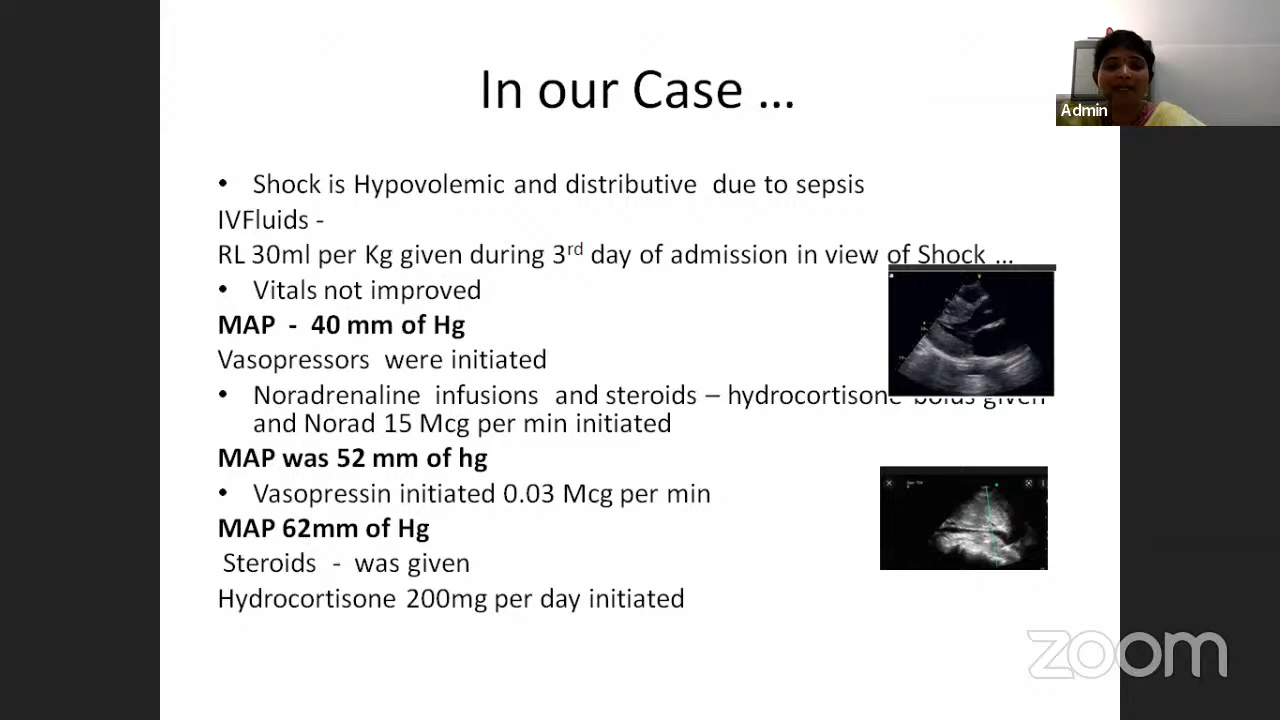 In our Case ...
Admin
• Shock is Hypovolemic and distributive due to sepsis
IVFluids -
RL 30ml per Kg given during 3rd day of admission in view of Shock ...
• Vitals not improved
MAP - 40 mm of Hg
Vasopressors were initiated
• Noradrenaline infusions and steroids – hydrocortisone bolus given
and Norad 15 Mcg per min initiated
MAP was 52 mm of hg
• Vasopressin initiated 0.03 Mcg per min
MAP 62mm of Hg
Steroids - was given
Hydrocortisone 200mg per day initiated
zoom